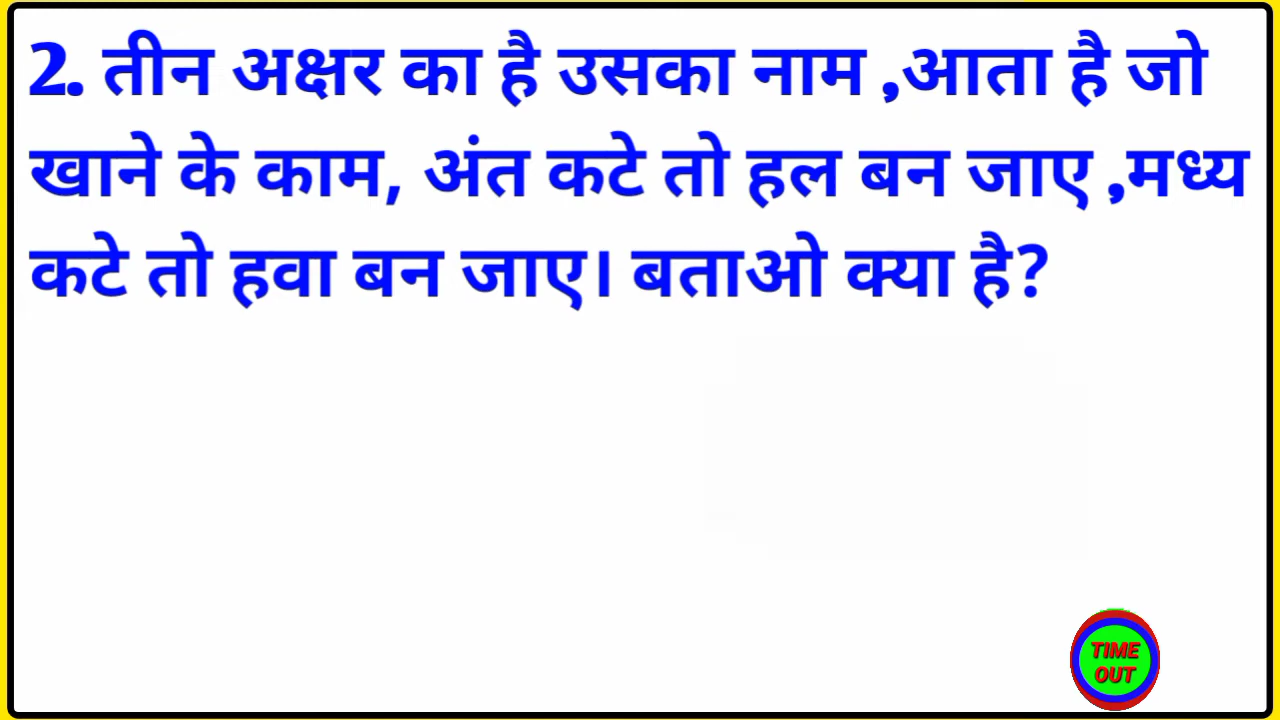 2. तीन अक्षर का है उसका नाम ,आता है जो
खाने के काम, अंत कटे तो हल बन जाए ,मध्य
कटे तो हवा बन जाए। बताओ क्या है?
TIME
OUT